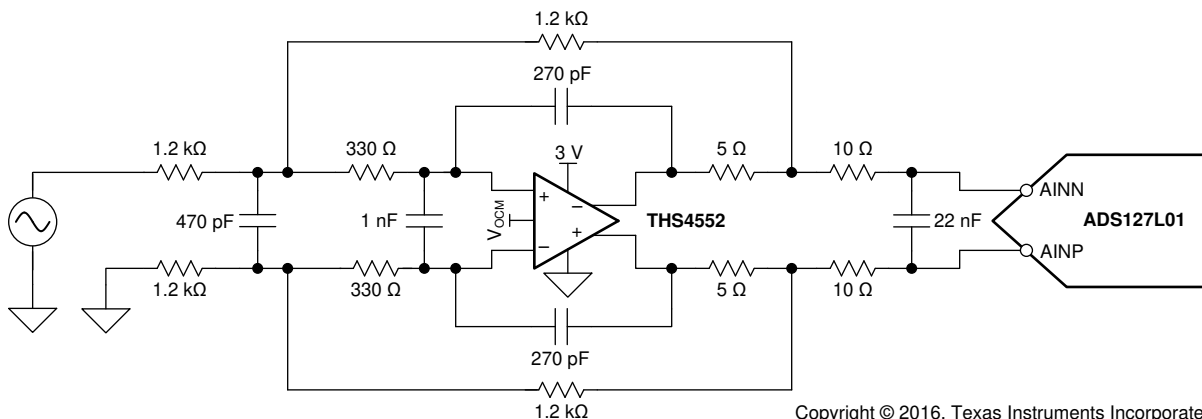 1.2 kΩ
270 pF
1.2 kΩ
330 Ω
3 V
5 Ω
10 Ω
470 pF
1 nF
VOCM
+
−
−
+
THS4552
22 nF
AINN
AINP
ADS127L01
1.2 kΩ
330 Ω
5 Ω
10 Ω
270 pF
1.2 kΩ
Copyright © 2016, Texas Instruments Incorporate